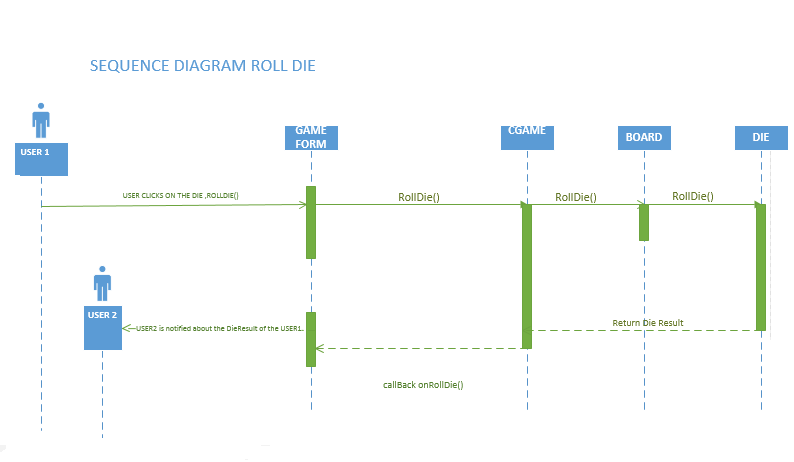 SEQUENCE DIAGRAM ROLL DIE
USER 1
GAME
FORM
CGAME
BOARD
DIE
USER CLICKS ON THE DIE ,ROLLDIE()
RollDie()
RollDie()
RollDie()
USER 2
USER2 is notified about the DieResult of the USER1.
Return Die Result
callBack onRollDie()